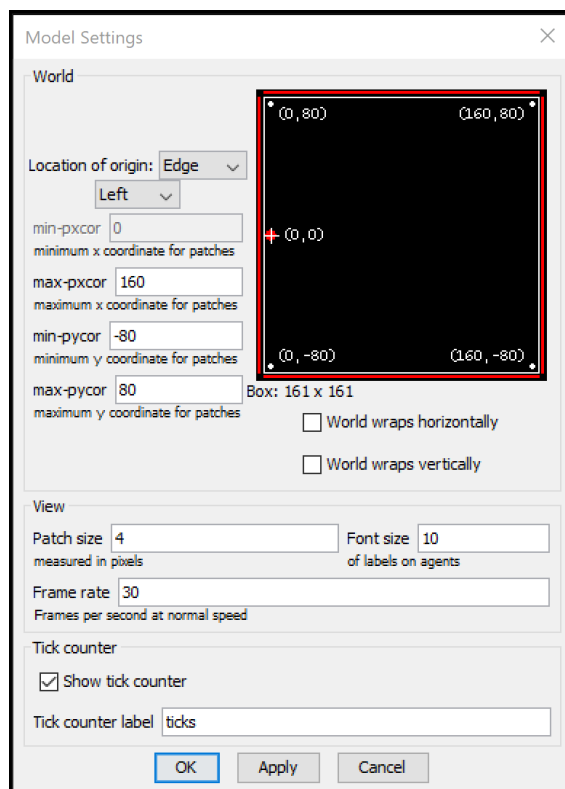 Model Settings
World
(0,80) (160,80)
Location of origin: Edge
Left
(0,0)
min-pxcor 0
minimum x coordinate for patches
max-pxcor 160
maximum x coordinate for patches
min-pycor -80
minimum y coordinate for patches
(0,-80) (160,-80)
max-pycor 80
maximum y coordinate for patches
Box: 161 x 161
World wraps horizontally
World wraps vertically
View
Patch size 4
measured in pixels
Font size 10
of labels on agents
Frame rate 30
Frames per second at normal speed
Tick counter
Show tick counter
Tick counter label ticks
OK Apply Cancel